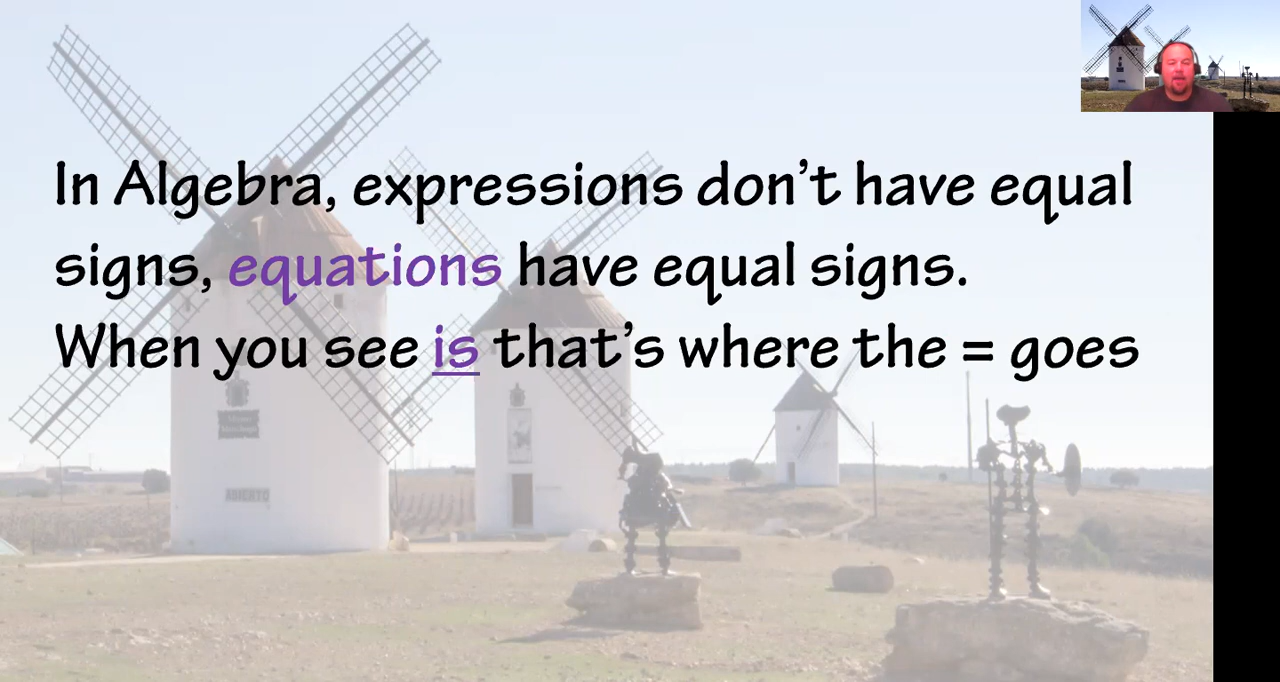 In Algebra, expressions don't have equal
signs, equations have equal signs.
When you see is that's where the = goes
ABIERTO